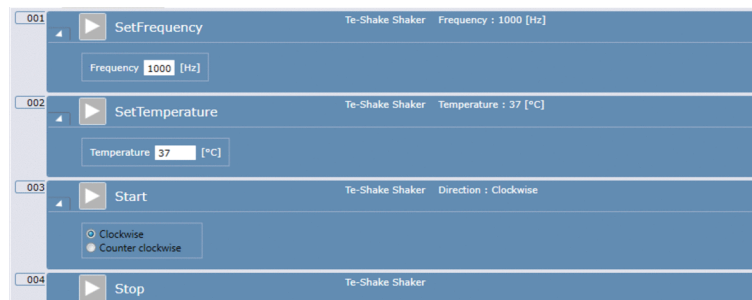 001
SetFrequency Te-Shake Shaker Frequency : 1000 [Hz]
Frequency 1000 [Hz]
002
SetTemperature Te-Shake Shaker Temperature : 37 [°C]
Temperature 37 [°C]
003
Start Te-Shake Shaker Direction : Clockwise
Clockwise
Counter clockwise
004
Stop Te-Shake Shaker